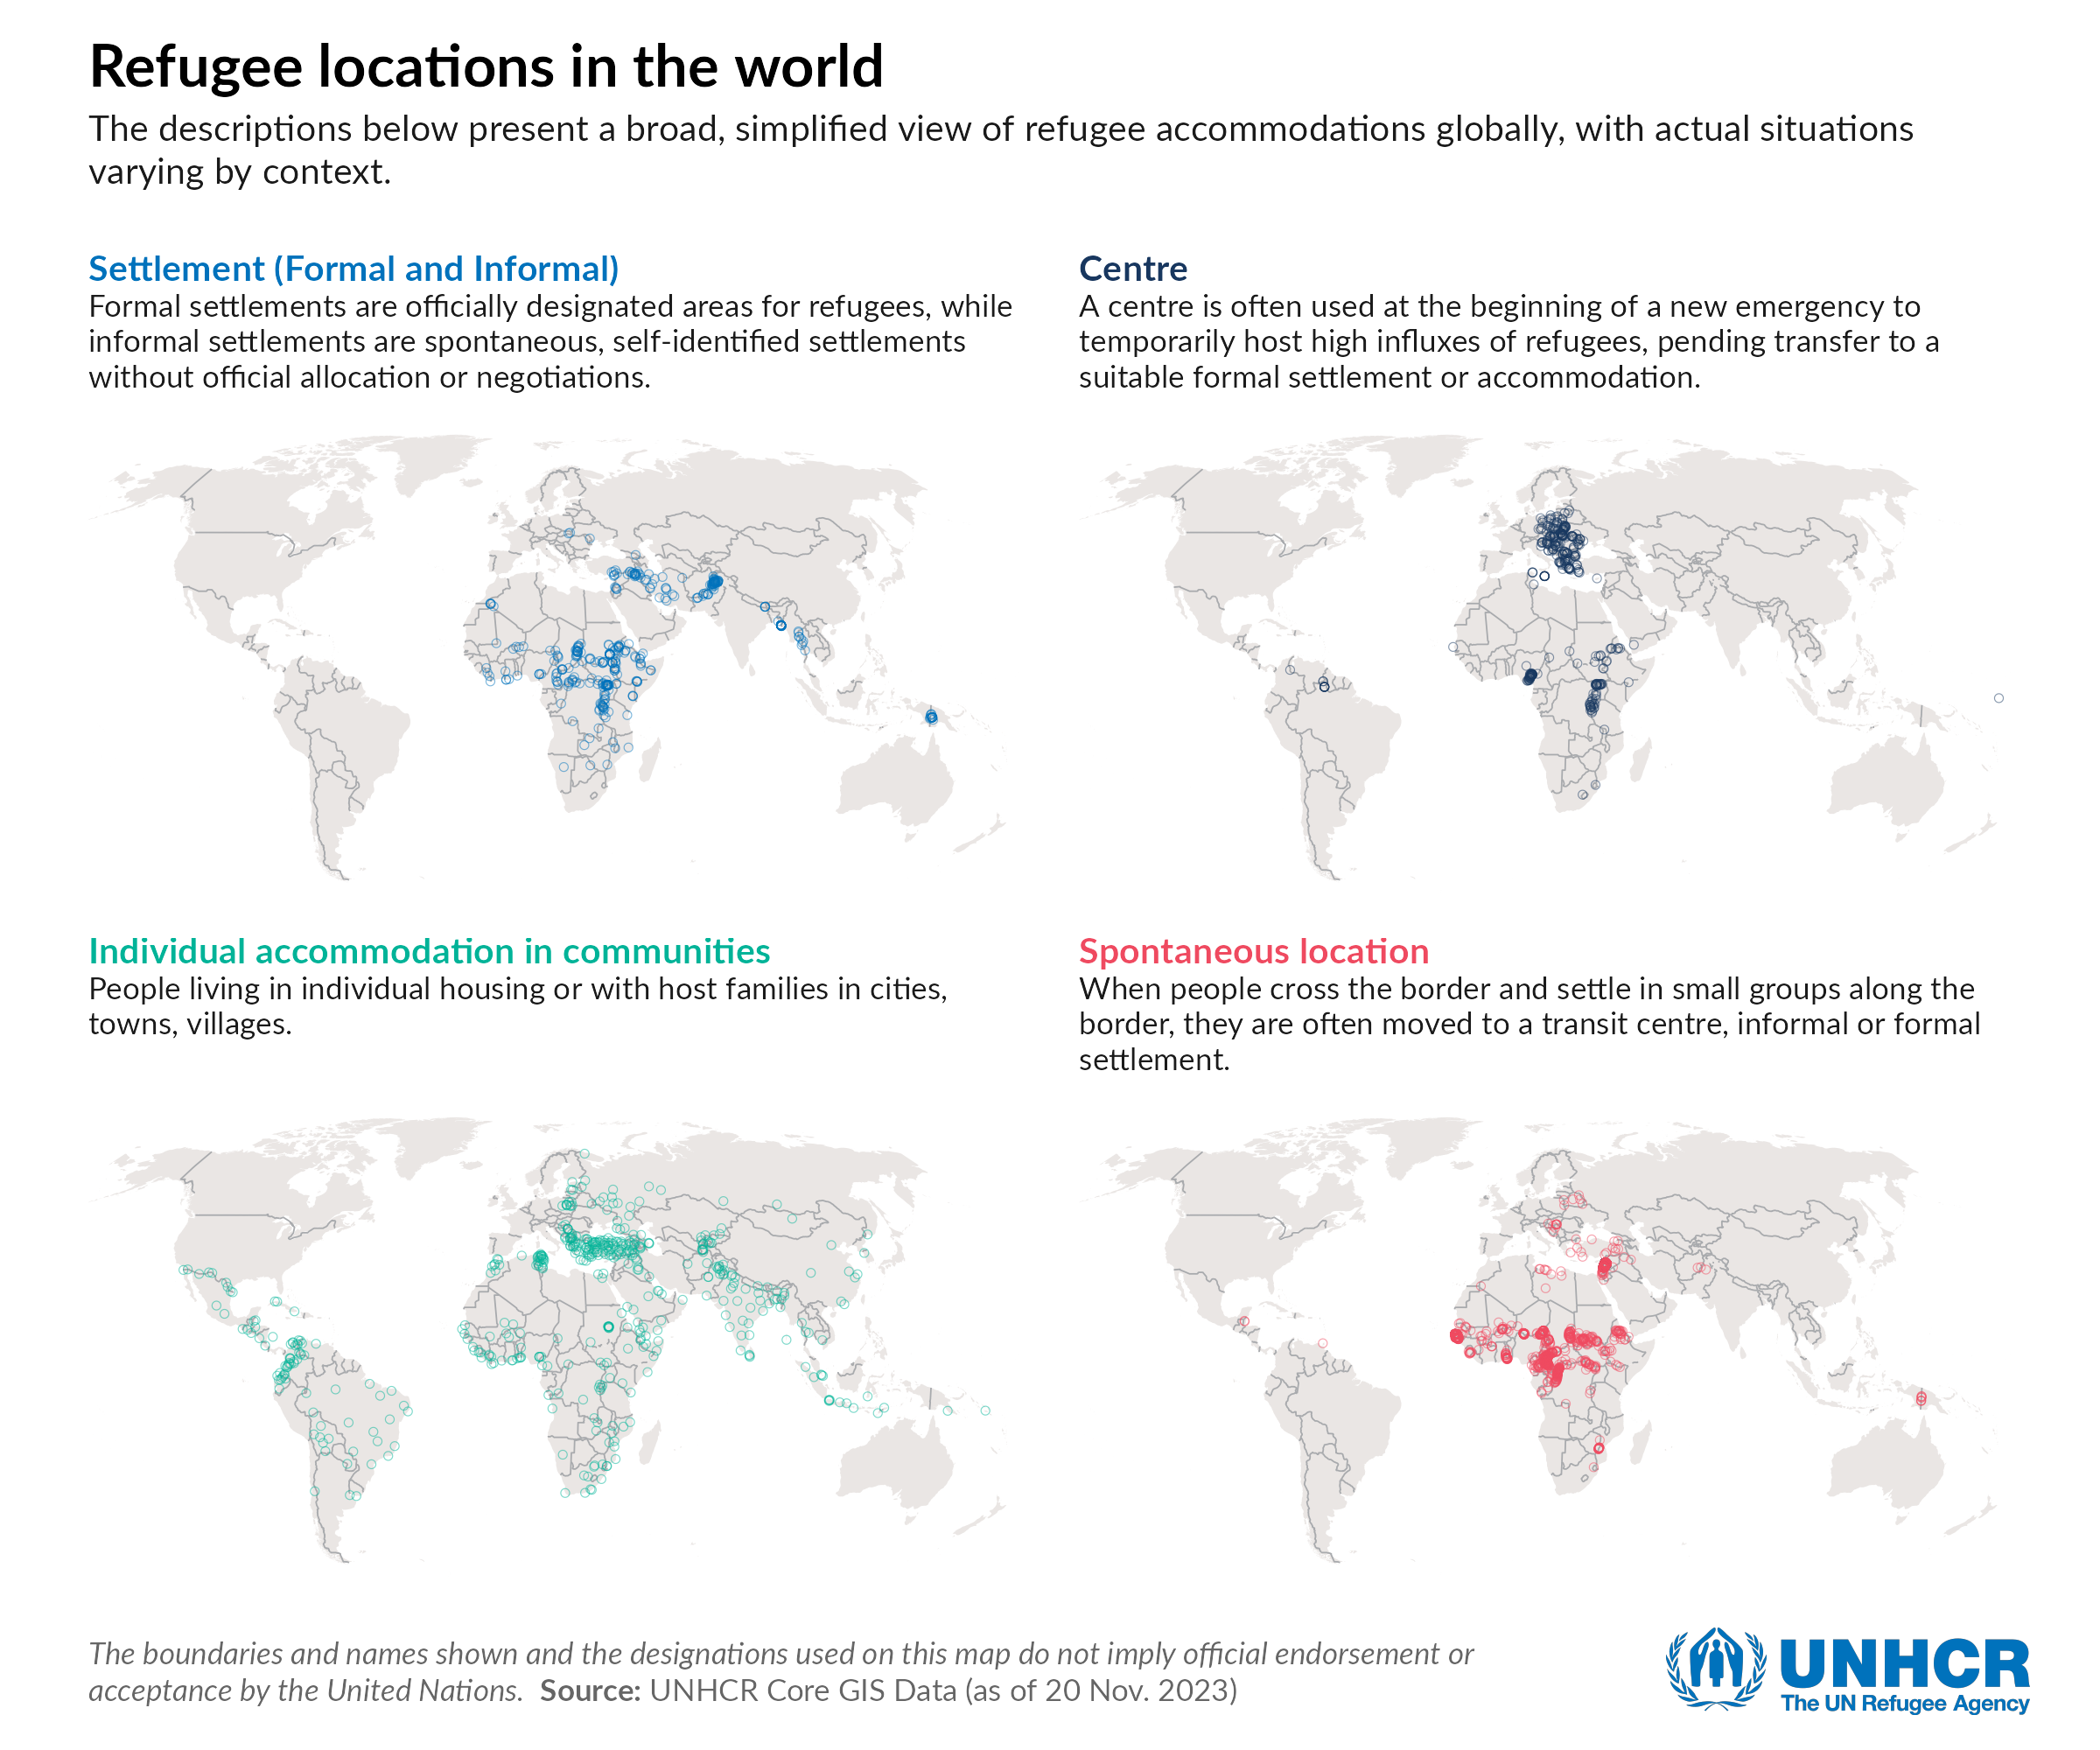 Refugee locations in the world
The descriptions below present a broad, simplified view of refugee accommodations globally, with actual situations
varying by context.
Settlement (Formal and Informal)
Formal settlements are officially designated areas for refugees, while
informal settlements are spontaneous, self-identified settlements
without official allocation or negotiations.
Centre
A centre is often used at the beginning of a new emergency to
temporarily host high influxes of refugees, pending transfer to a
suitable formal settlement or accommodation.
Individual accommodation in communities
People living in individual housing or with host families in cities,
towns, villages.
Spontaneous location
When people cross the border and settle in small groups along the
border, they are often moved to a transit centre, informal or formal
settlement.
The boundaries and names shown and the designations used on this map do not imply official endorsement or
acceptance by the United Nations. Source: UNHCR Core GIS Data (as of 20 Nov. 2023)
UNHCR
The UN Refugee Agency